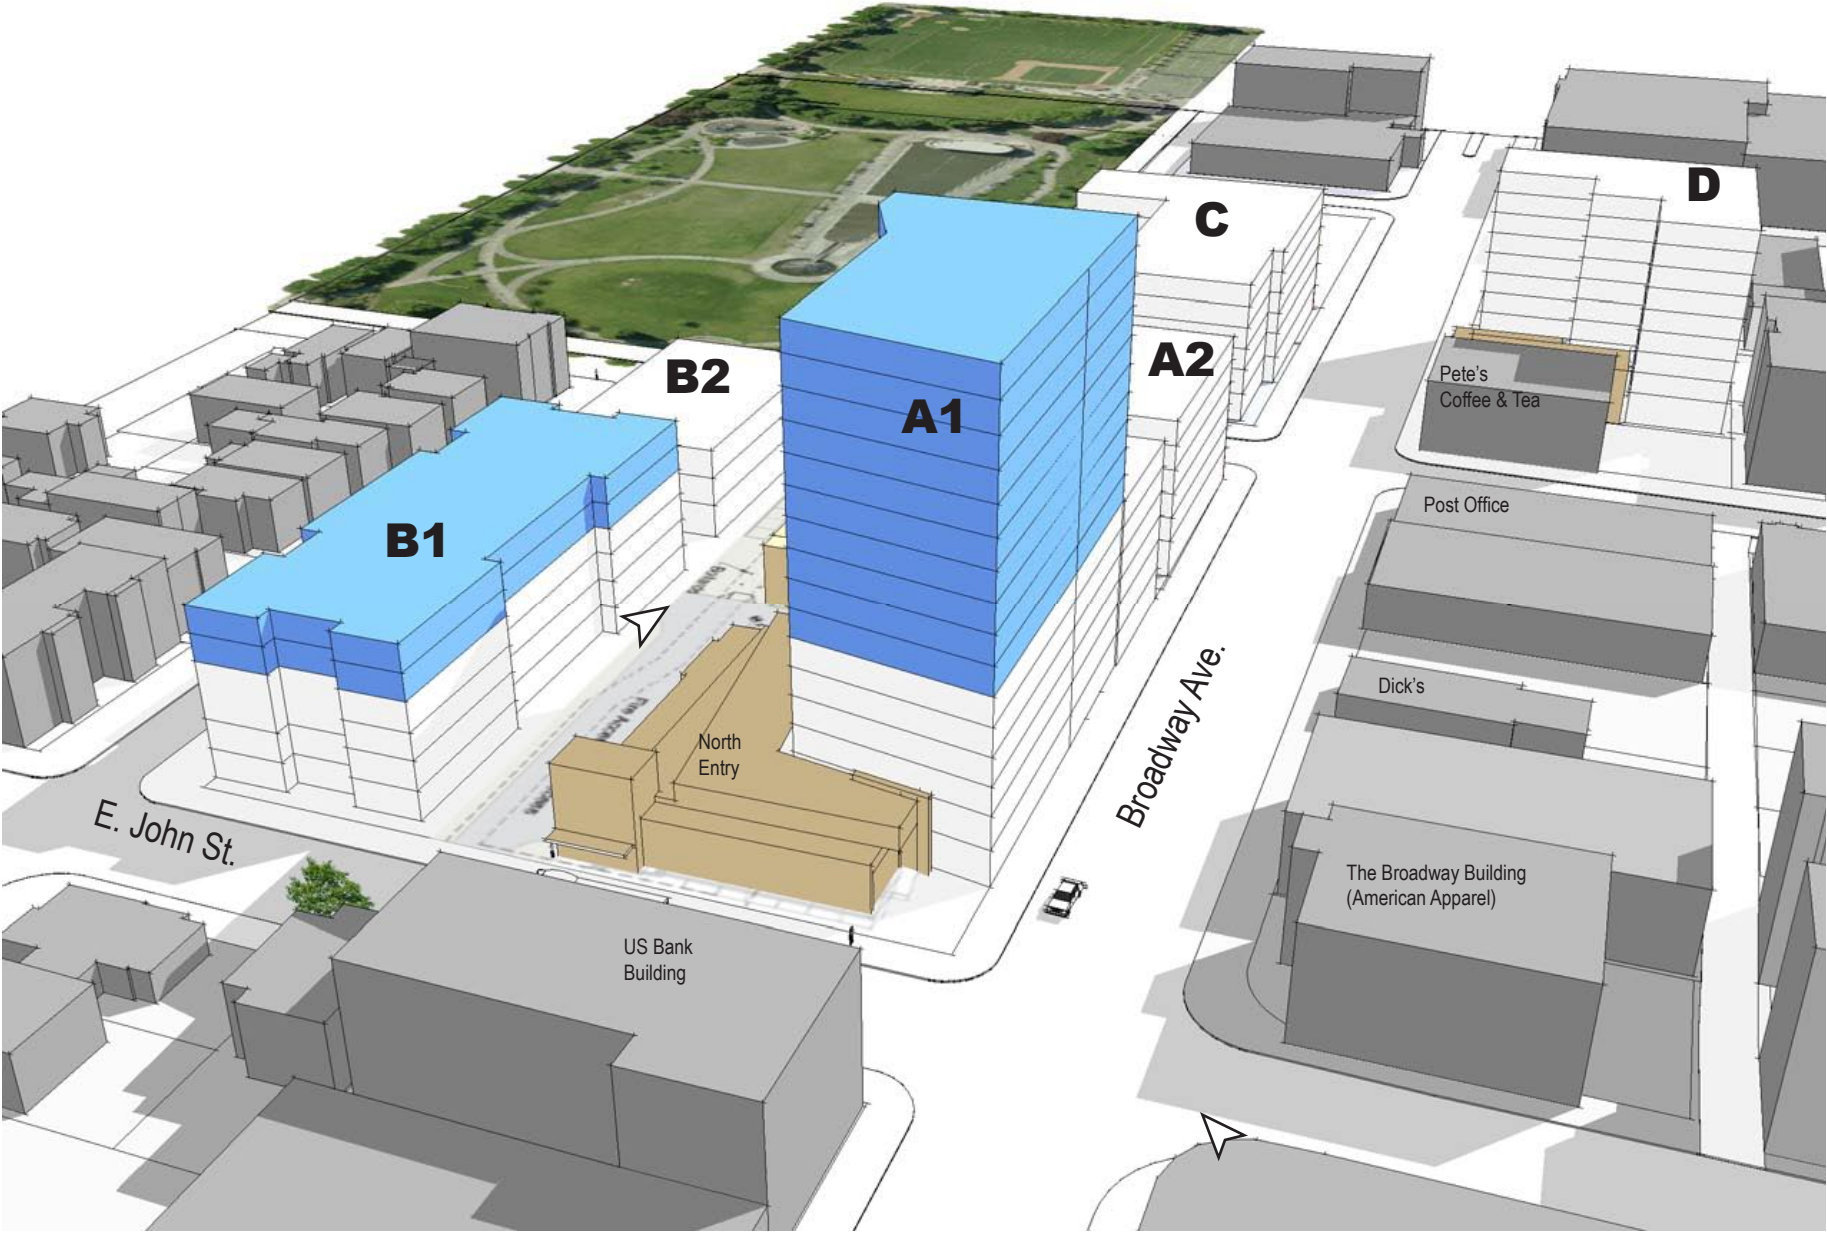 D
C
A2
B2
A1
Pete's
Coffee & Tea
Post Office
B1
Dick's
North
Entry
Broadway Ave.
E. John St.
The Broadway Building
(American Apparel)
US Bank
Building